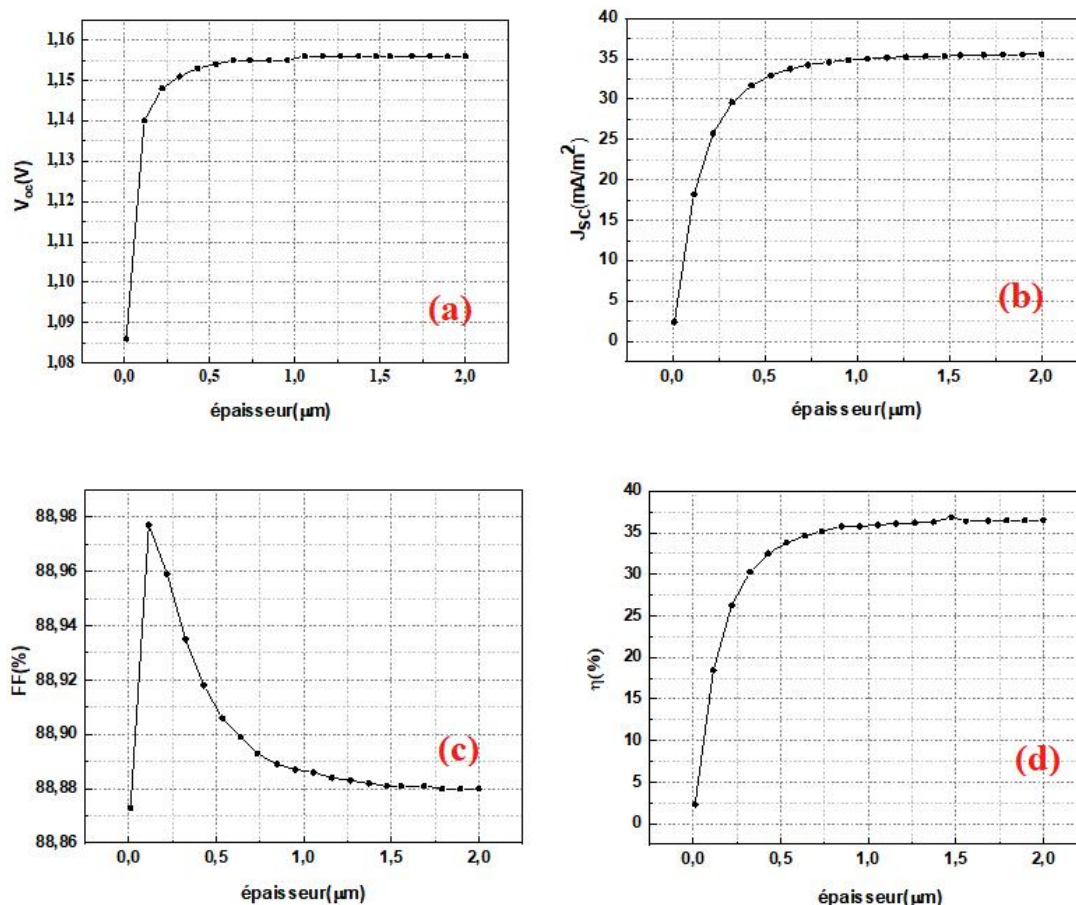 1,16
1,15
1,14
1,13
1,12
1,11
1,10
1,09
1,08
Voc(V)
0,0 0,5 1,0 1,5 2,0
épaisseur(μm)
(a)
40
35
30
25
20
15
10
5
0
JSC(mA/m²)
0,0 0,5 1,0 1,5 2,0
épaisseur(μm)
(b)
88,98
88,96
88,94
88,92
88,90
88,88
88,86
FF(%)
0,0 0,5 1,0 1,5 2,0
épaisseur(μm)
(c)
40
35
30
25
20
15
10
5
0
η(%)
0,0 0,5 1,0 1,5 2,0
épaisseur(μm)
(d)